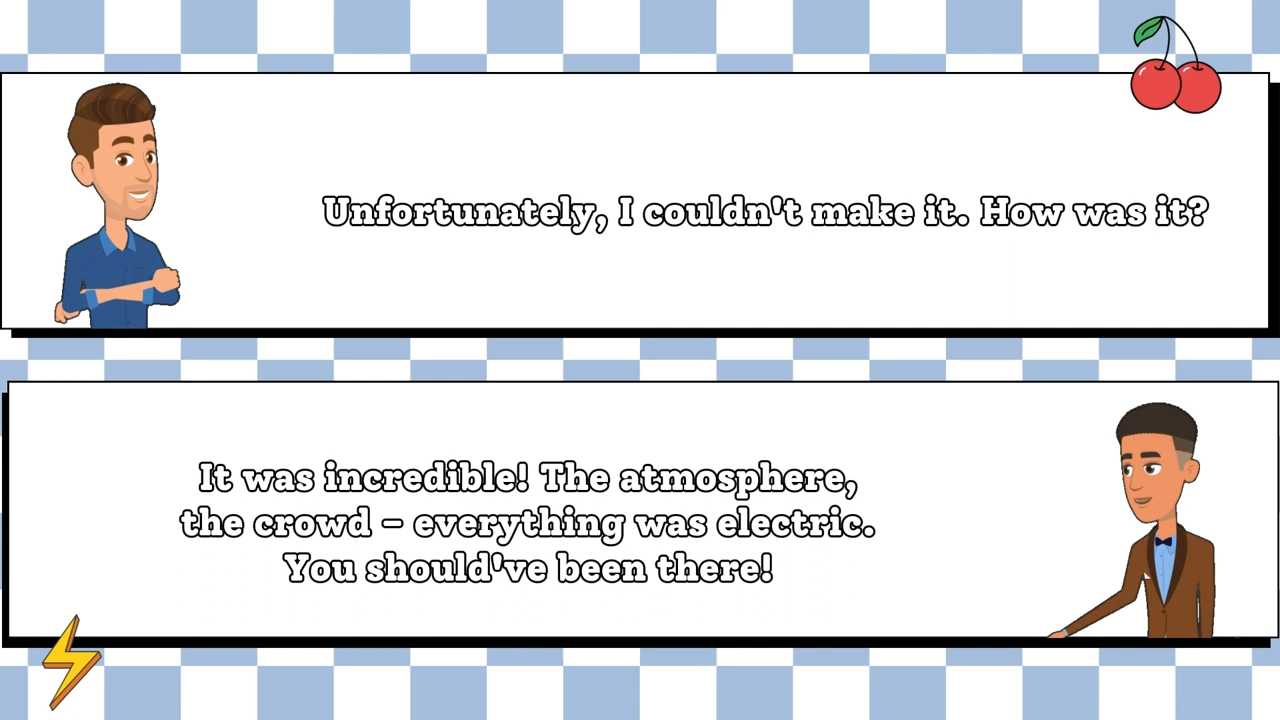 Unfortunately, I couldn't make it. How was it?
It was incredible! The atmosphere,
the crowd – everything was electric.
You should've been there!